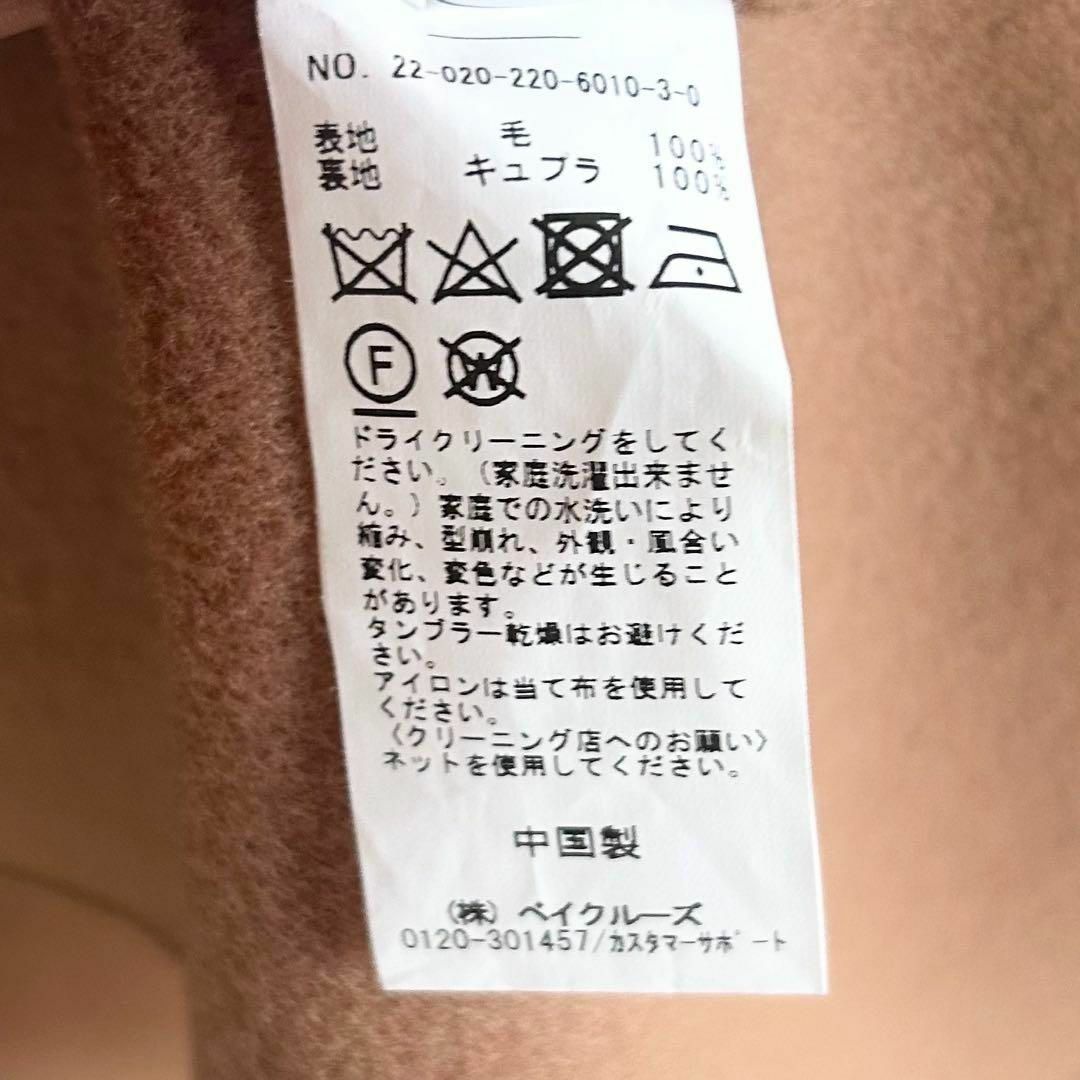 NO. 22-020-220-6010-3-0
表地 毛 100%
裏地 キュプラ 100%
F
W
ドライクリーニングをしてく
ださい。（家庭洗濯出来ませ
ん。）家庭での水洗いにより
縮み、型崩れ、外観・風合い
変化、変色などが生じること
があります。
タンブラー乾燥はお避けくだ
さい。
アイロンは当て布を使用して
ください。
〈クリーニング店へのお願い〉
ネットを使用してください。
中国製
（株）ベイクルーズ
0120-301457/ｶｽﾀﾏｰｻﾎﾟｰﾄ